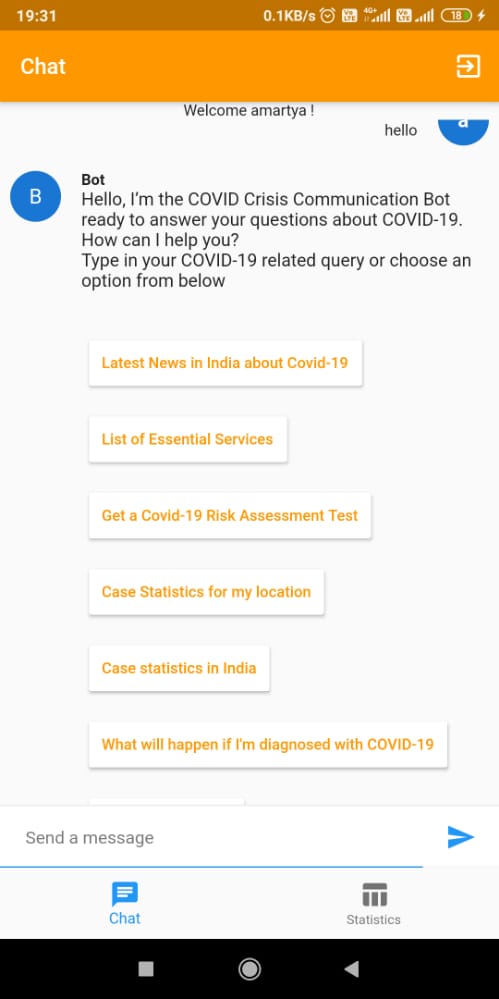 19:31
0.1KB/s
Vo LTE
4G+
Vo LTE
18
Chat
Welcome amartya !
hello
a
B
Bot
Hello, I’m the COVID Crisis Communication Bot
ready to answer your questions about COVID-19.
How can I help you?
Type in your COVID-19 related query or choose an
option from below
Latest News in India about Covid-19
List of Essential Services
Get a Covid-19 Risk Assessment Test
Case Statistics for my location
Case statistics in India
What will happen if I'm diagnosed with COVID-19
Send a message
Chat
Statistics